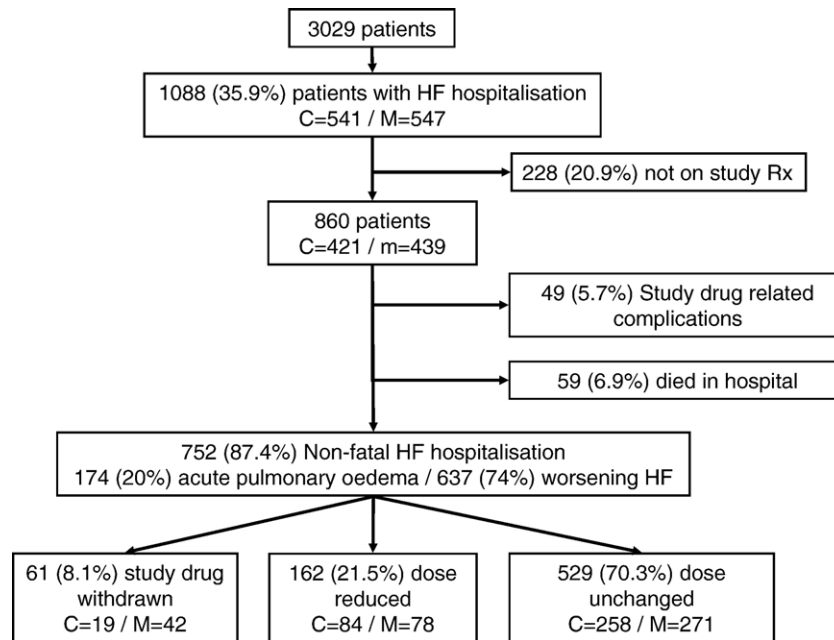 3029 patients
1088 (35.9%) patients with HF hospitalisation
C=541 / M=547
228 (20.9%) not on study Rx
860 patients
C=421 / m=439
49 (5.7%) Study drug related
complications
59 (6.9%) died in hospital
752 (87.4%) Non-fatal HF hospitalisation
174 (20%) acute pulmonary oedema / 637 (74%) worsening HF
61 (8.1%) study drug
withdrawn
C=19 / M=42
162 (21.5%) dose
reduced
C=84 / M=78
529 (70.3%) dose
unchanged
C=258 / M=271